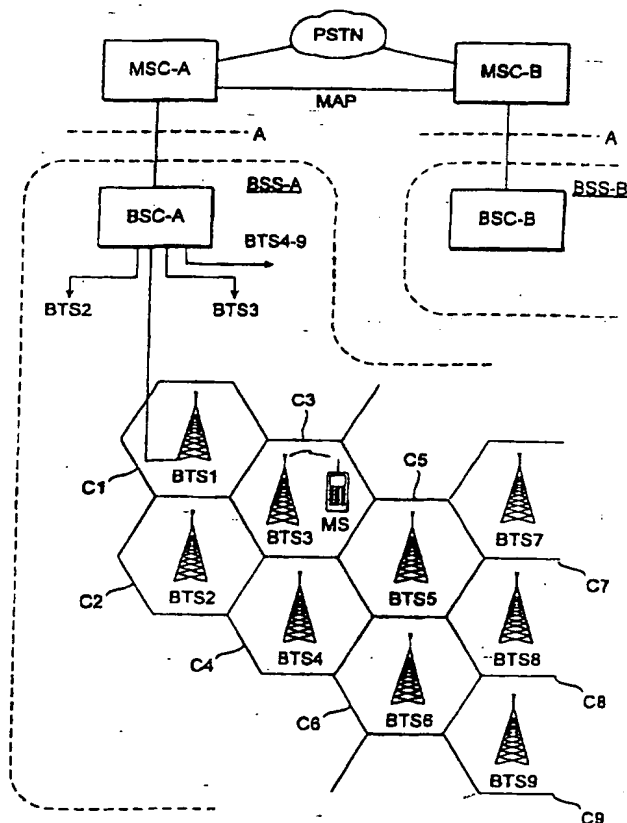 PSTN
MSC-A
MSC-B
MAP
A
A
BSS-A
BSS-B
BSC-A
BSC-B
BTS4-9
BTS2
BTS3
C3
C5
BTS1
C1
BTS3
MS
BTS7
BTS2
BTS5
C7
C2
BTS4
BTS8
C4
BTS6
C6
C8
BTS9
C9